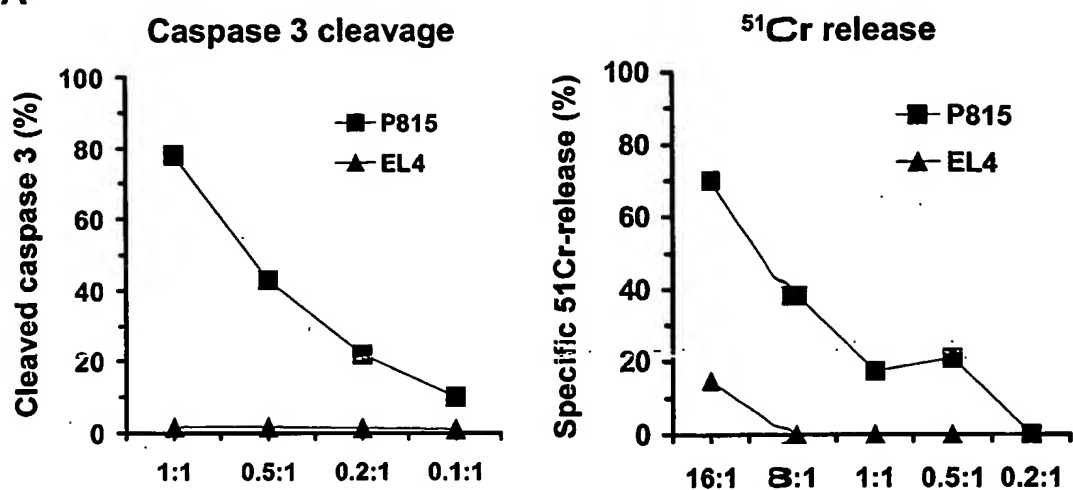 A
Caspase 3 cleavage
Cleaved caspase 3 (%)
100
80
60
40
20
0
P815
EL4
1:1 0.5:1 0.2:1 0.1:1
⁵¹Cr release
Specific 51Cr-release (%)
100
80
60
40
20
0
P815
EL4
16:1 8:1 1:1 0.5:1 0.2:1